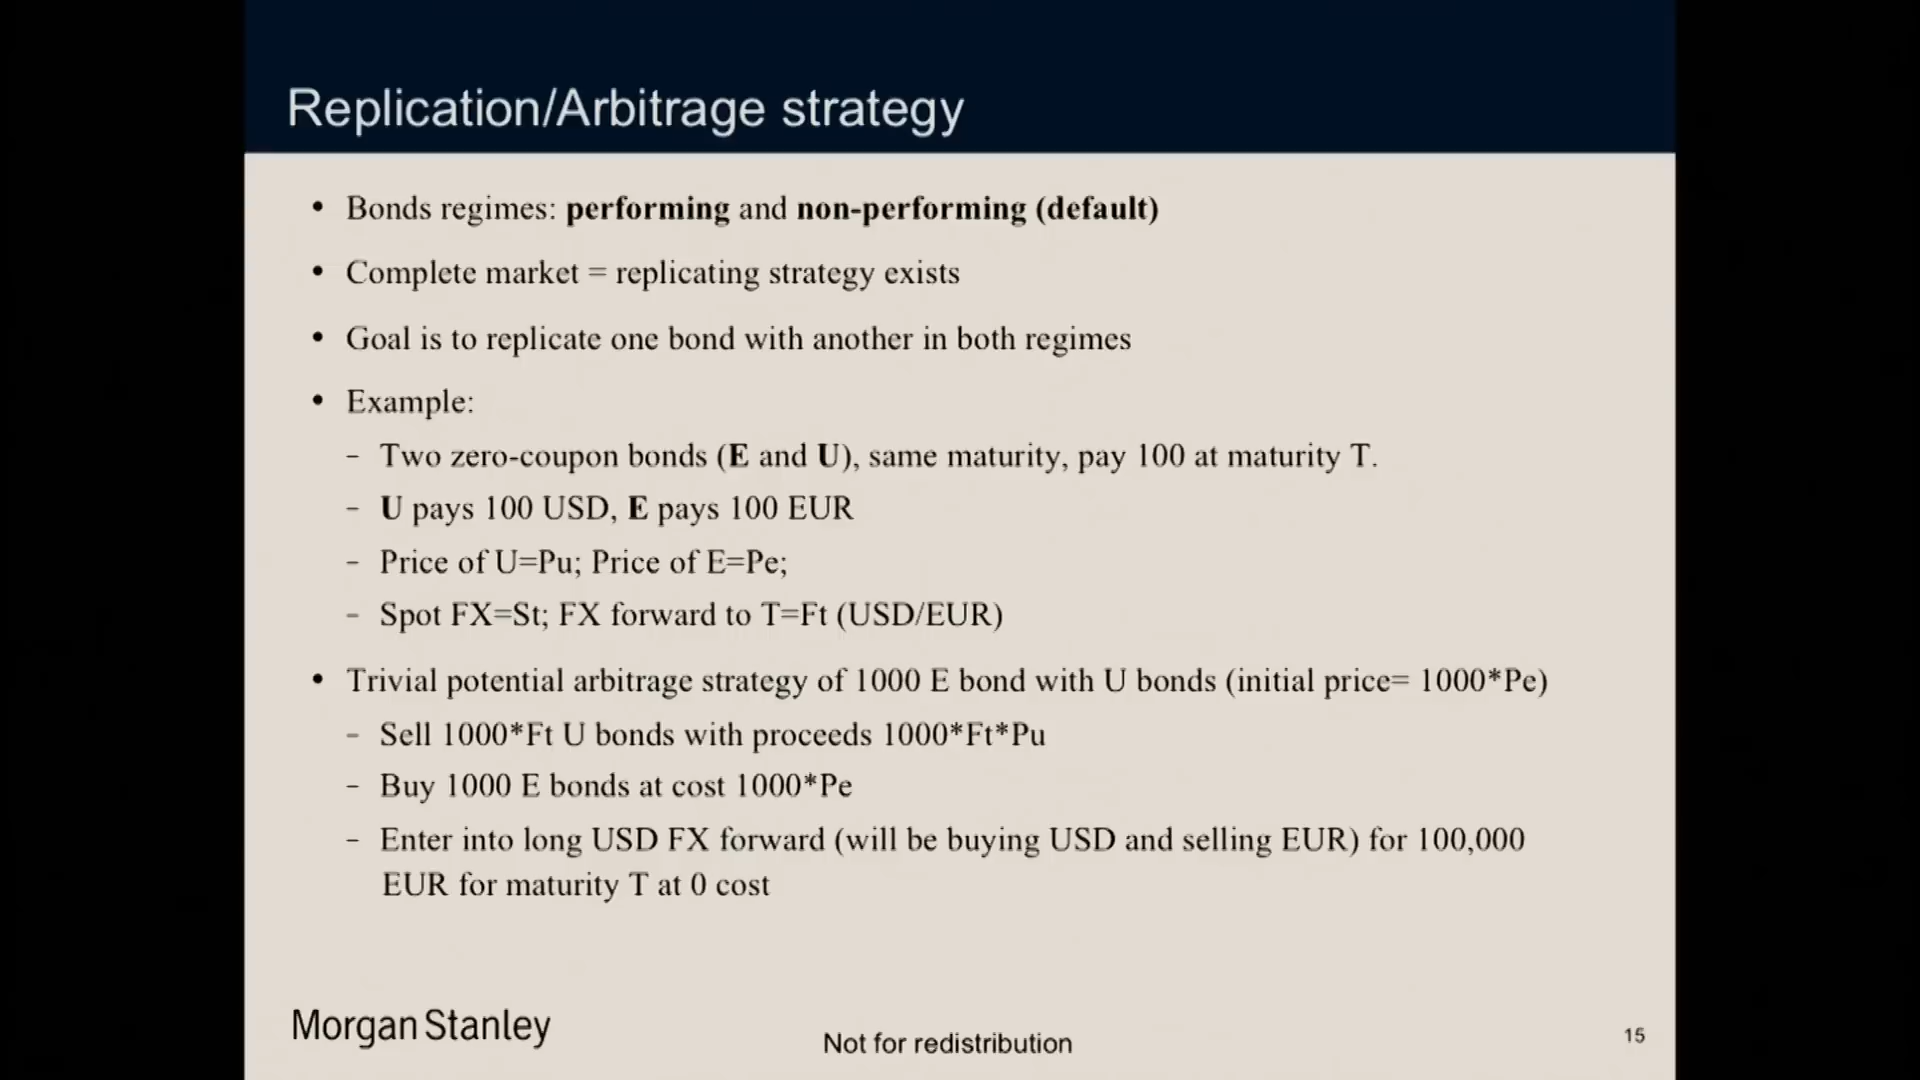 Replication/Arbitrage strategy
• Bonds regimes: performing and non-performing (default)
• Complete market = replicating strategy exists
• Goal is to replicate one bond with another in both regimes
• Example:
– Two zero-coupon bonds (E and U), same maturity, pay 100 at maturity T.
– U pays 100 USD, E pays 100 EUR
– Price of U=Pu; Price of E=Pe;
– Spot FX=St; FX forward to T=Ft (USD/EUR)
• Trivial potential arbitrage strategy of 1000 E bond with U bonds (initial price= 1000*Pe)
– Sell 1000*Ft U bonds with proceeds 1000*Ft*Pu
– Buy 1000 E bonds at cost 1000*Pe
– Enter into long USD FX forward (will be buying USD and selling EUR) for 100,000
EUR for maturity T at 0 cost
Morgan Stanley
Not for redistribution
15